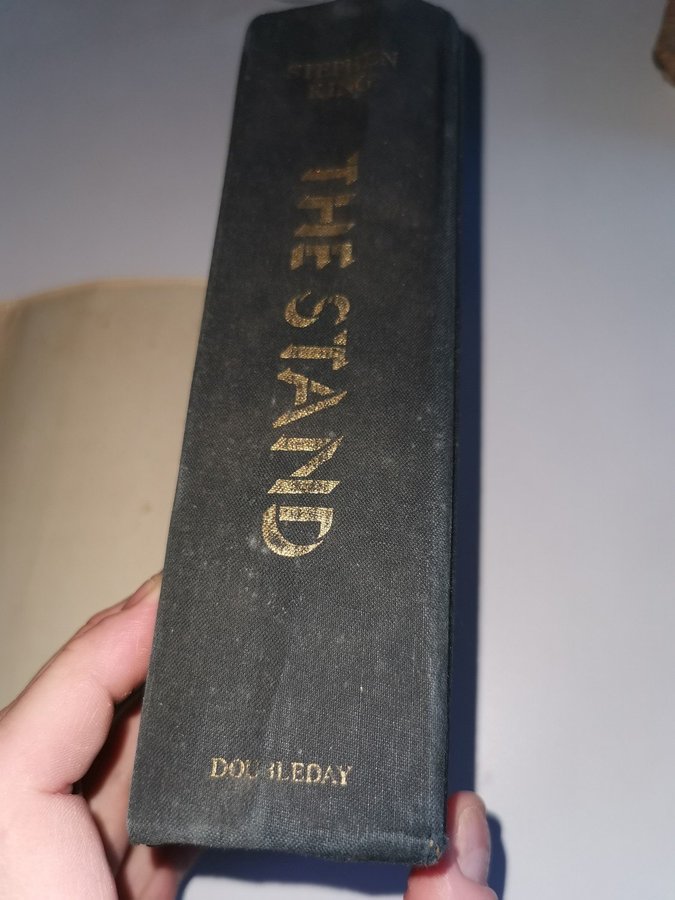 STEPHEN
KING
THE STAND
DOUBLEDAY